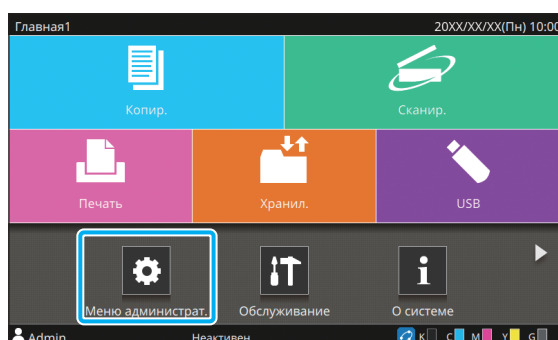 Главная1 20XX/XX/XX(Пн) 10:00
Копир. Сканир.
Печать Хранил. USB
Меню администрат. Обслуживание О системе
Admin Неактивен K C M Y G